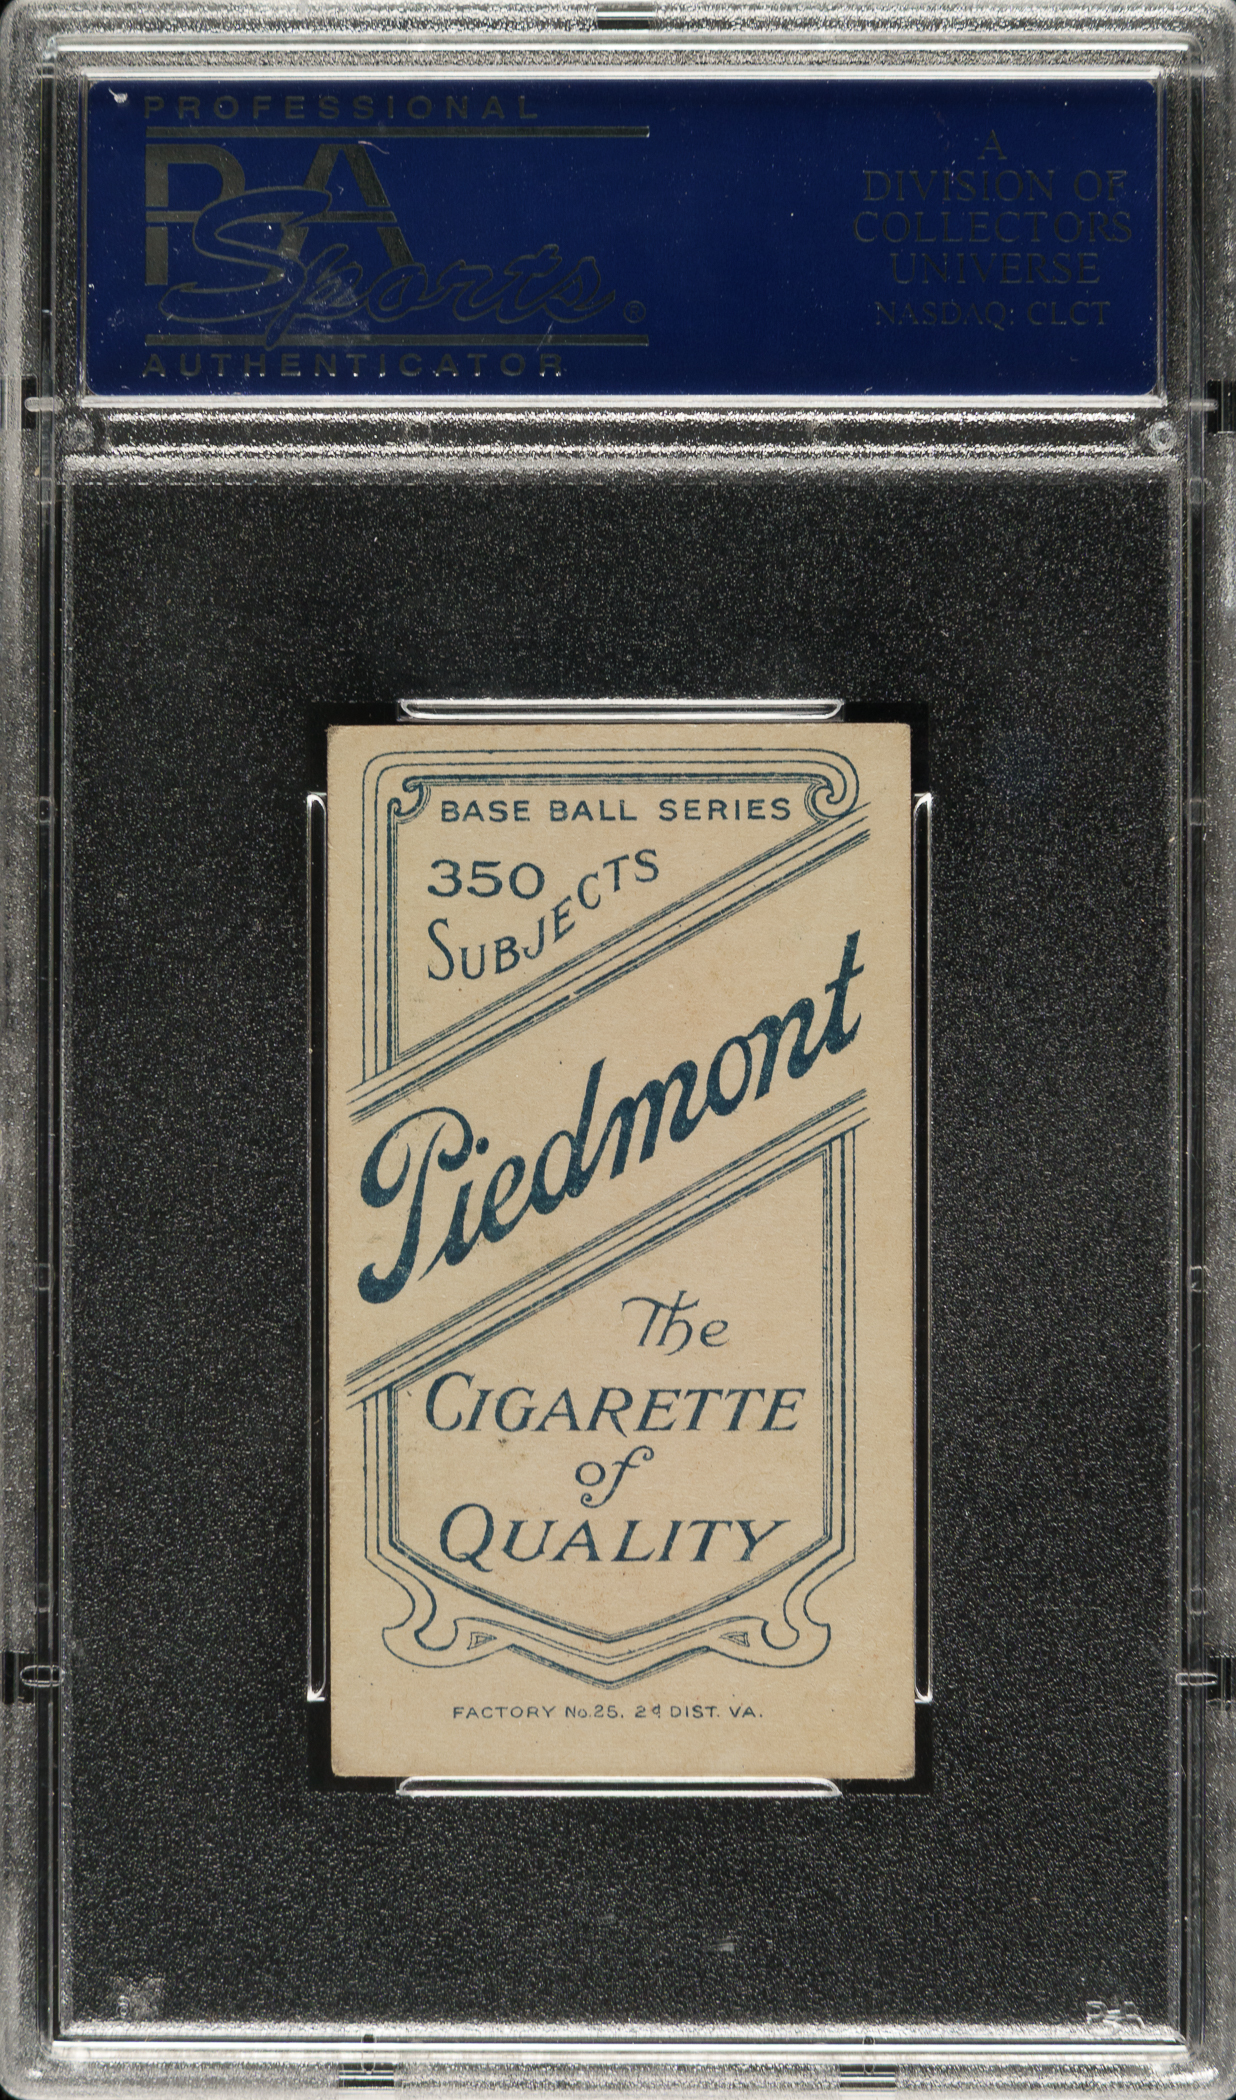 PROFESSIONAL
PSA
Sports®
AUTHENTICATOR
A
DIVISION OF
COLLECTORS
UNIVERSE
NASDAQ: CLCT
BASE BALL SERIES
350
SUBJECTS
Piedmont
The
CIGARETTE
of
QUALITY
FACTORY No.25. 2d DIST. VA.
PSA